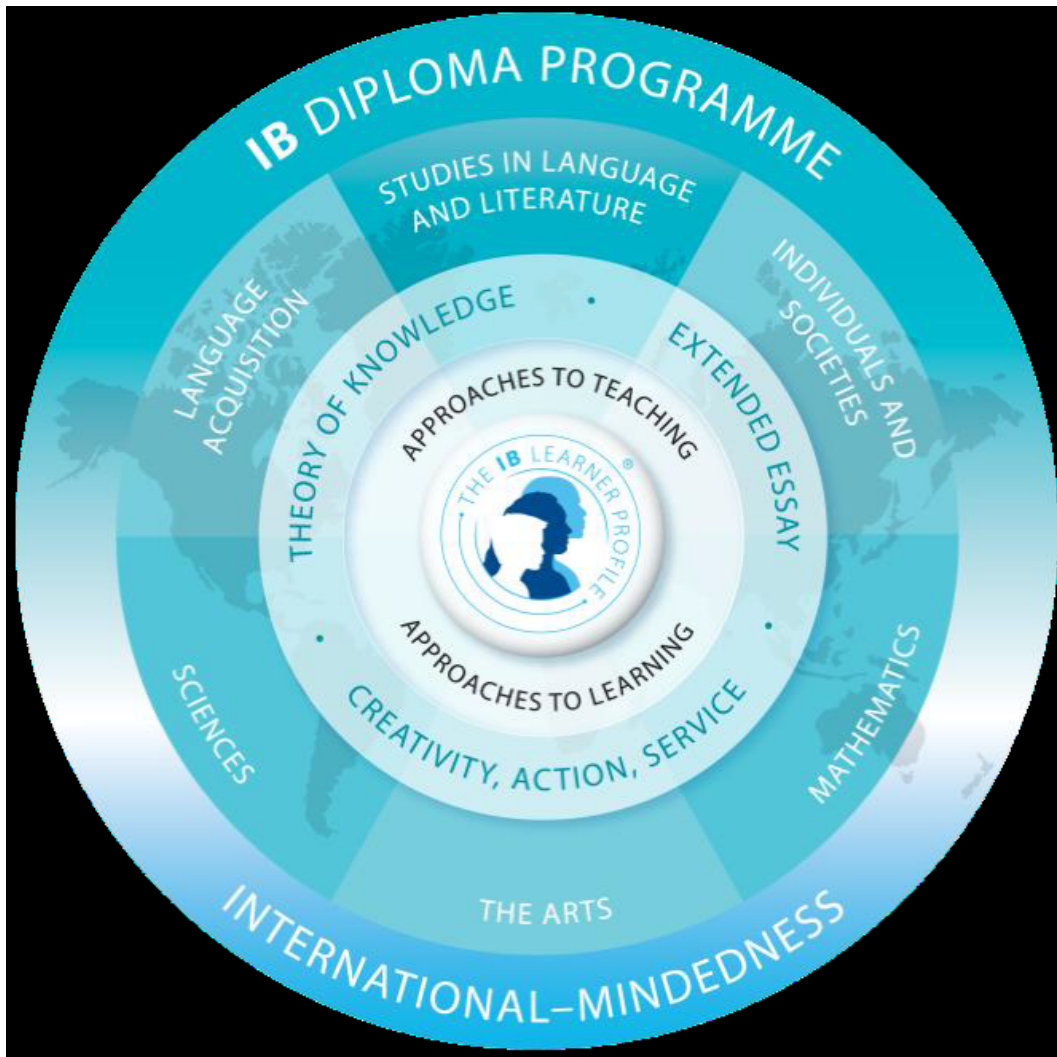 IB DIPLOMA PROGRAMME
STUDIES IN LANGUAGE
AND LITERATURE
LANGUAGE
ACQUISITION
INDIVIDUALS AND
SOCIETIES
THEORY OF KNOWLEDGE
·
EXTENDED ESSAY
APPROACHES TO TEACHING
THE IB LEARNER PROFILE®
APPROACHES TO LEARNING
·
CREATIVITY, ACTION, SERVICE
·
SCIENCES
MATHEMATICS
THE ARTS
INTERNATIONAL–MINDEDNESS